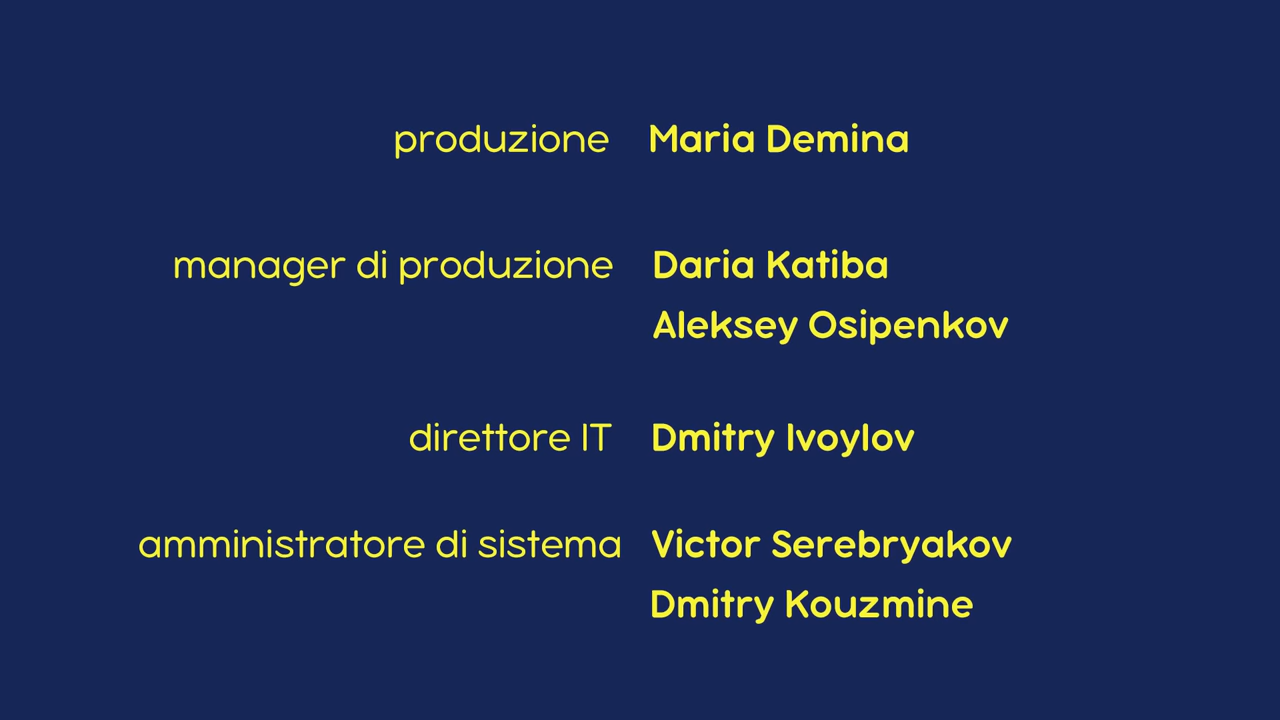 produzione Maria Demina
manager di produzione Daria Katiba
Aleksey Osipenkov
direttore IT Dmitry Ivoylov
amministratore di sistema Victor Serebryakov
Dmitry Kouzmine